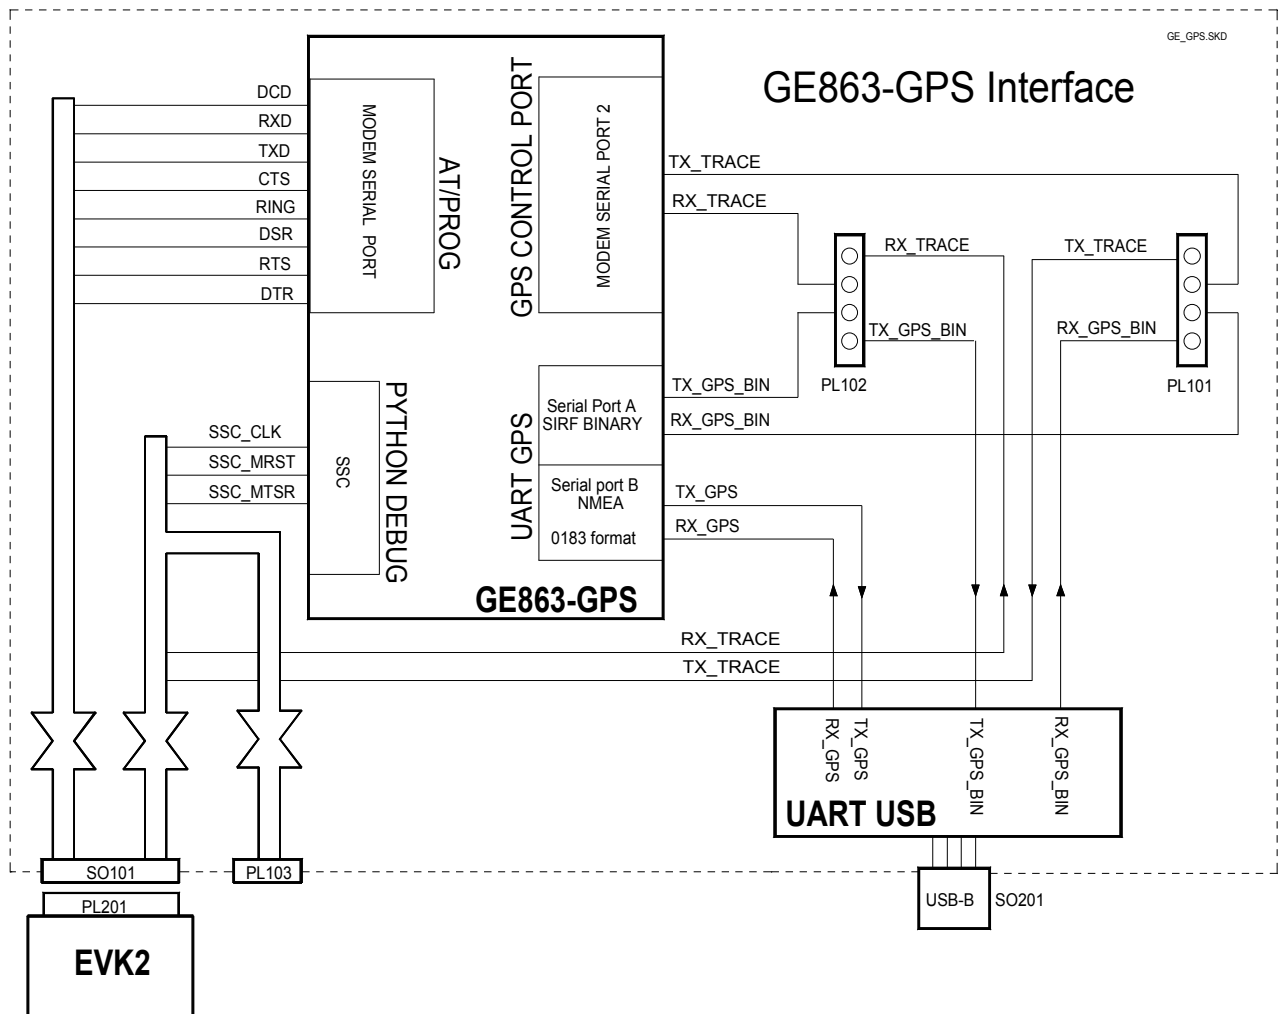 GE_GPS.SKD
GE863-GPS Interface
DCD
RXD
TXD
CTS
RING
DSR
RTS
DTR
MODEM SERIAL PORT
AT/PROG
GPS CONTROL PORT
MODEM SERIAL PORT 2
TX_TRACE
RX_TRACE
RX_TRACE
TX_GPS_BIN
PL102
TX_TRACE
RX_GPS_BIN
PL101
SSC_CLK
SSC_MRST
SSC_MTSR
SSC
PYTHON DEBUG
UART GPS
Serial Port A
SIRF BINARY
Serial port B
NMEA
0183 format
TX_GPS_BIN
RX_GPS_BIN
TX_GPS
RX_GPS
GE863-GPS
RX_TRACE
TX_TRACE
RX_GPS
TX_GPS
TX_GPS_BIN
RX_GPS_BIN
UART USB
SO101
PL103
PL201
EVK2
USB-B
SO201